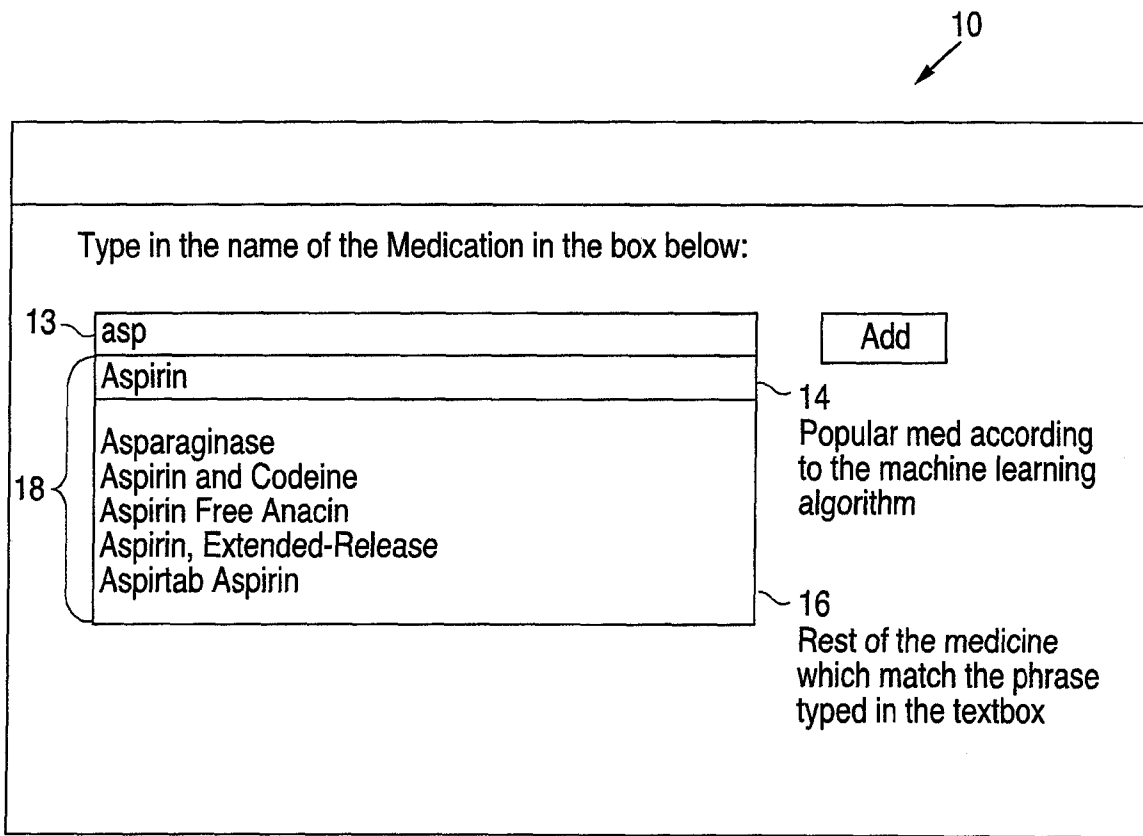 10
Type in the name of the Medication in the box below:
13
asp
Add
Aspirin
14
Popular med according
to the machine learning
algorithm
18
Asparaginase
Aspirin and Codeine
Aspirin Free Anacin
Aspirin, Extended-Release
Aspirtab Aspirin
16
Rest of the medicine
which match the phrase
typed in the textbox